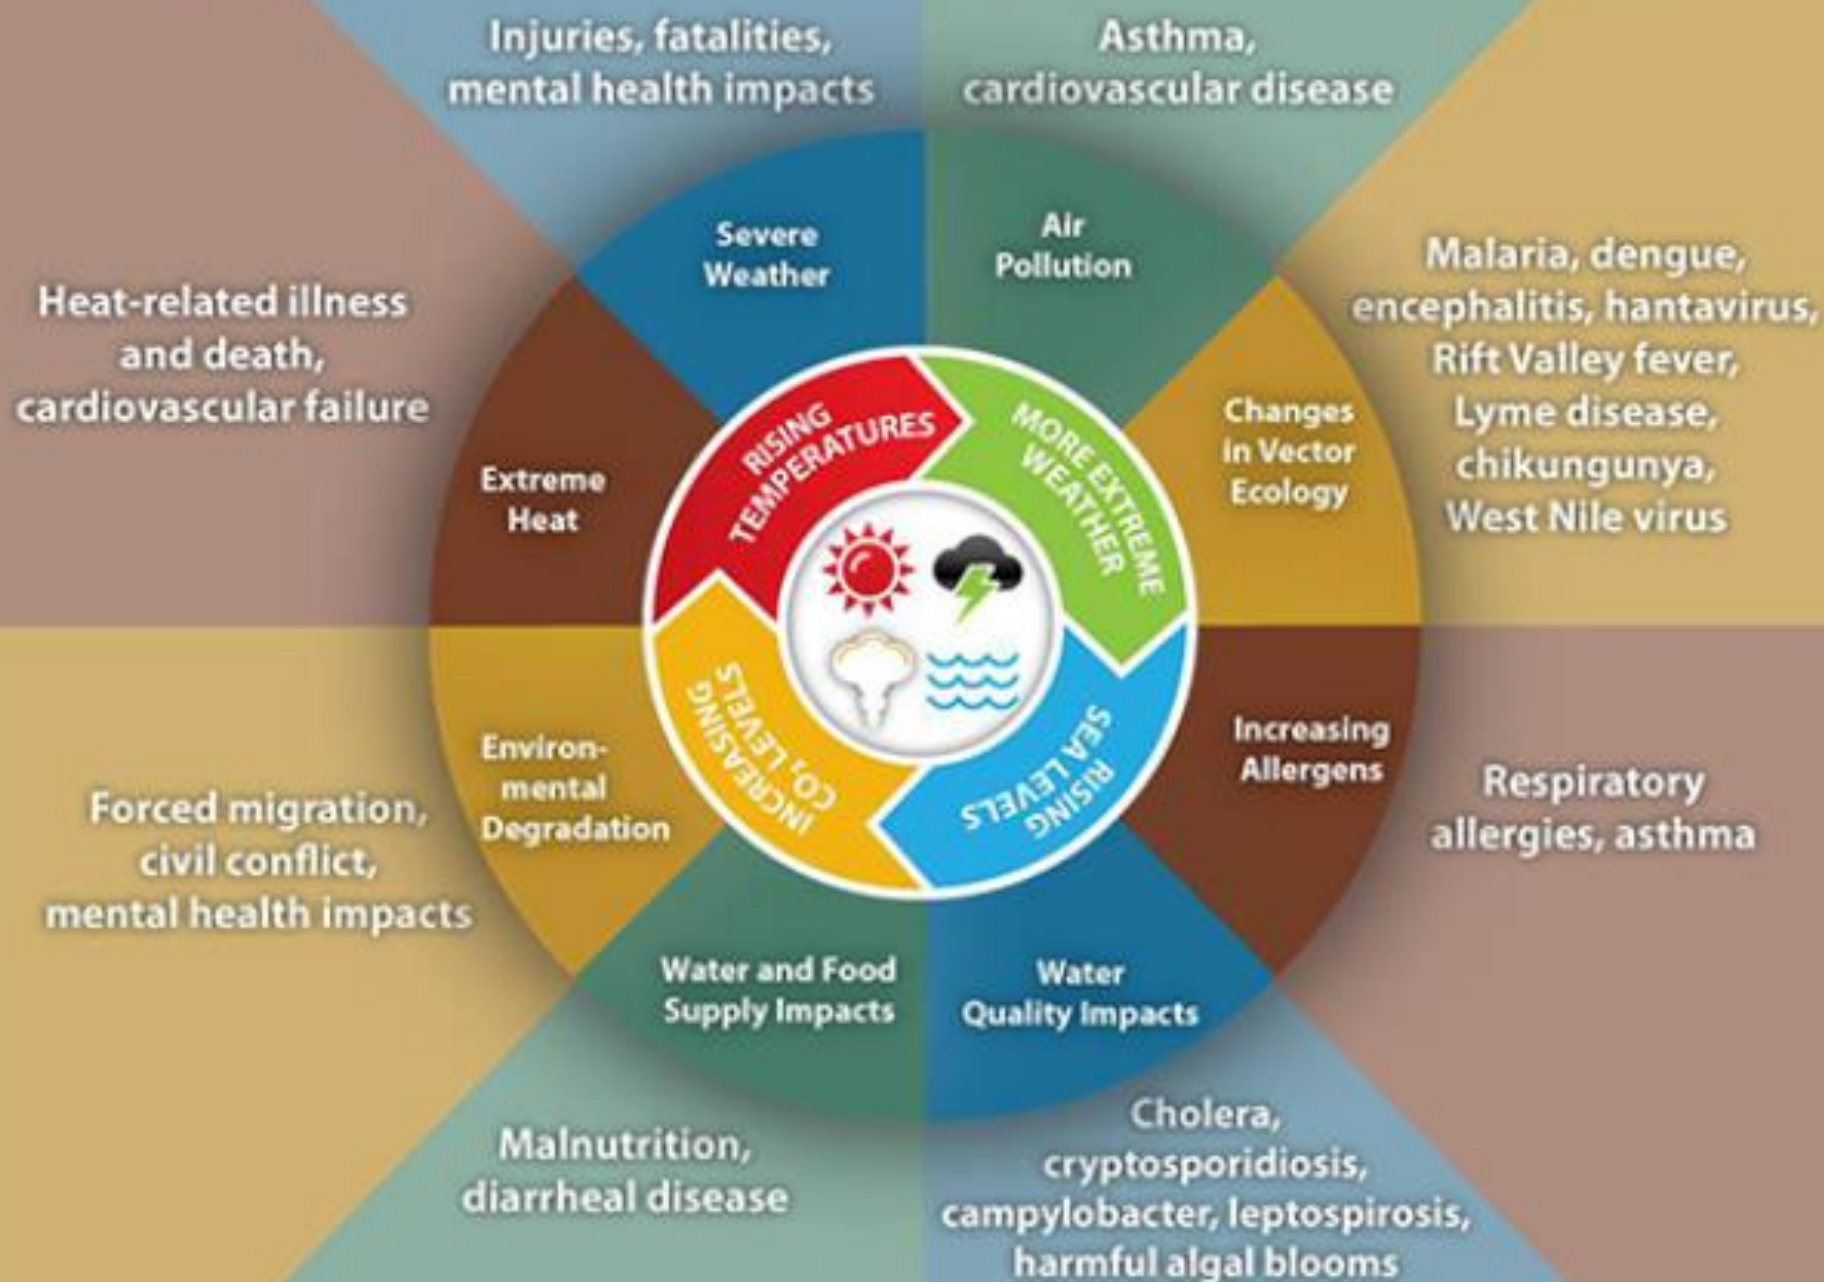 Injuries, fatalities,
mental health impacts
Asthma,
cardiovascular disease
Severe
Weather
Air
Pollution
Malaria, dengue,
encephalitis, hantavirus,
Rift Valley fever,
Lyme disease,
chikungunya,
West Nile virus
Changes
in Vector
Ecology
Heat-related illness
and death,
cardiovascular failure
Extreme
Heat
RISING
TEMPERATURES
MORE EXTREME
WEATHER
INCREASING
CO₂ LEVELS
RISING
SEA LEVELS
Increasing
Allergens
Respiratory
allergies, asthma
Environ-
mental
Degradation
Forced migration,
civil conflict,
mental health impacts
Water and Food
Supply Impacts
Water
Quality Impacts
Malnutrition,
diarrheal disease
Cholera,
cryptosporidiosis,
campylobacter, leptospirosis,
harmful algal blooms